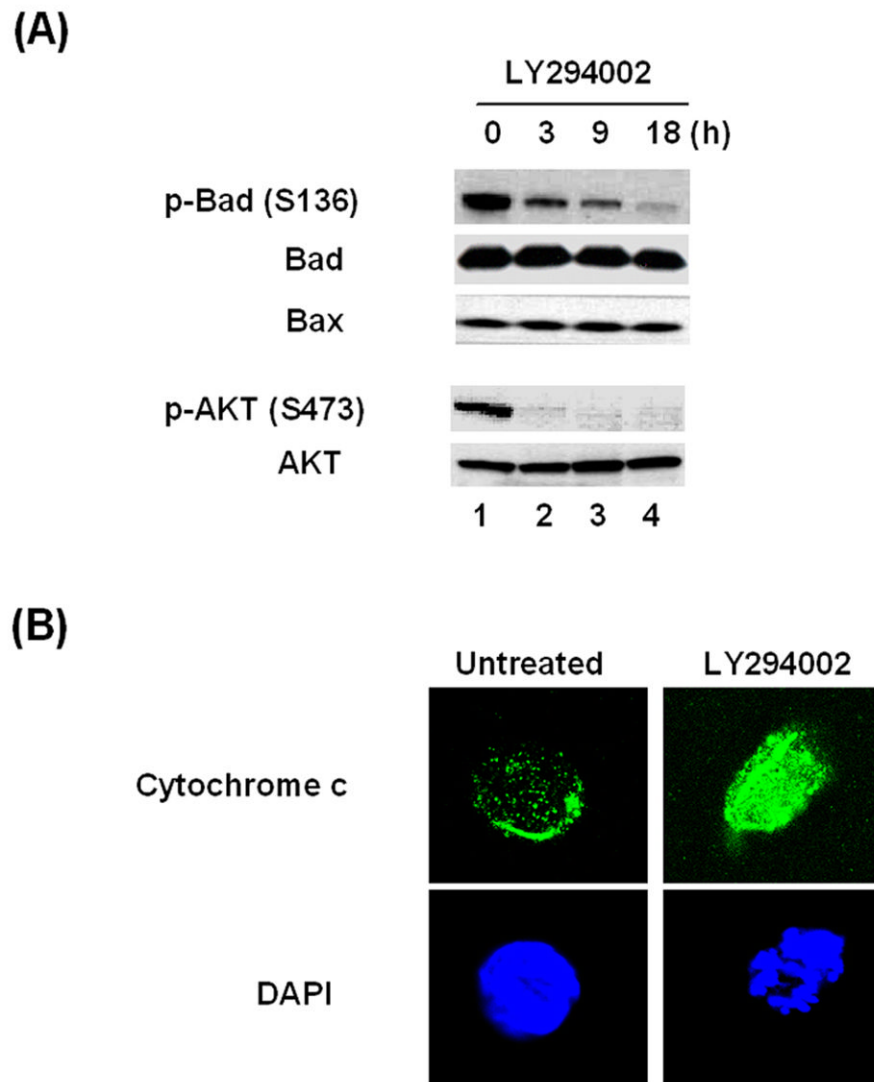 (A)
LY294002
0 3 9 18 (h)
p-Bad (S136)
Bad
Bax
p-AKT (S473)
AKT
1 2 3 4
(B)
Untreated LY294002
Cytochrome c
DAPI